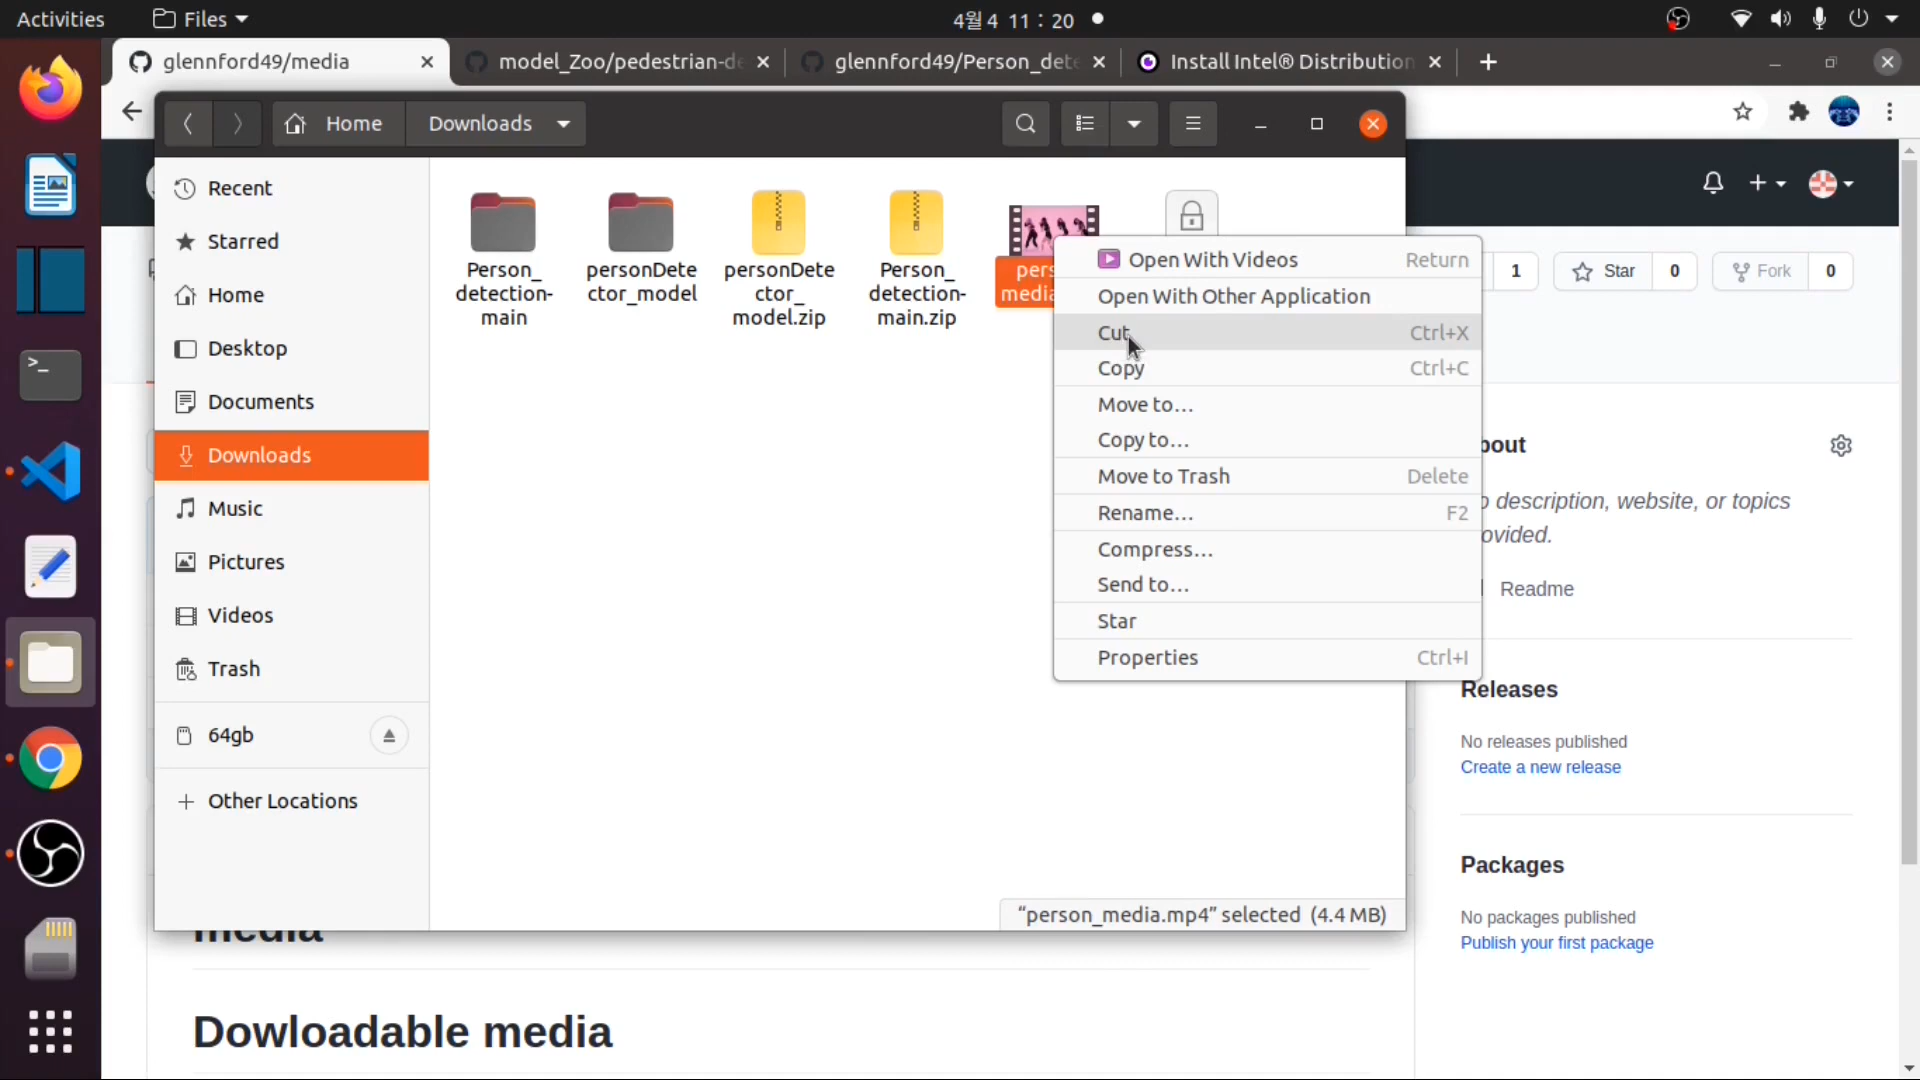 Activities
Files
4월 4 11 : 20
glennford49/media
model_Zoo/pedestrian-de
glennford49/Person_dete
Install Intel® Distribution
Home
Downloads
Recent
Starred
Home
Desktop
Documents
Downloads
Music
Pictures
Videos
Trash
64gb
Other Locations
Person_
detection-
main
personDete
ctor_model
personDete
ctor_
model.zip
Person_
detection-
main.zip
pers
media
Open With Videos Return
Open With Other Application
Cut Ctrl+X
Copy Ctrl+C
Move to...
Copy to...
Move to Trash Delete
Rename... F2
Compress...
Send to...
Star
Properties Ctrl+I
"person_media.mp4" selected (4.4 MB)
1
Star 0
Fork 0
bout
description, website, or topics
ovided.
Readme
Releases
No releases published
Create a new release
Packages
No packages published
Publish your first package
media
Dowloadable media